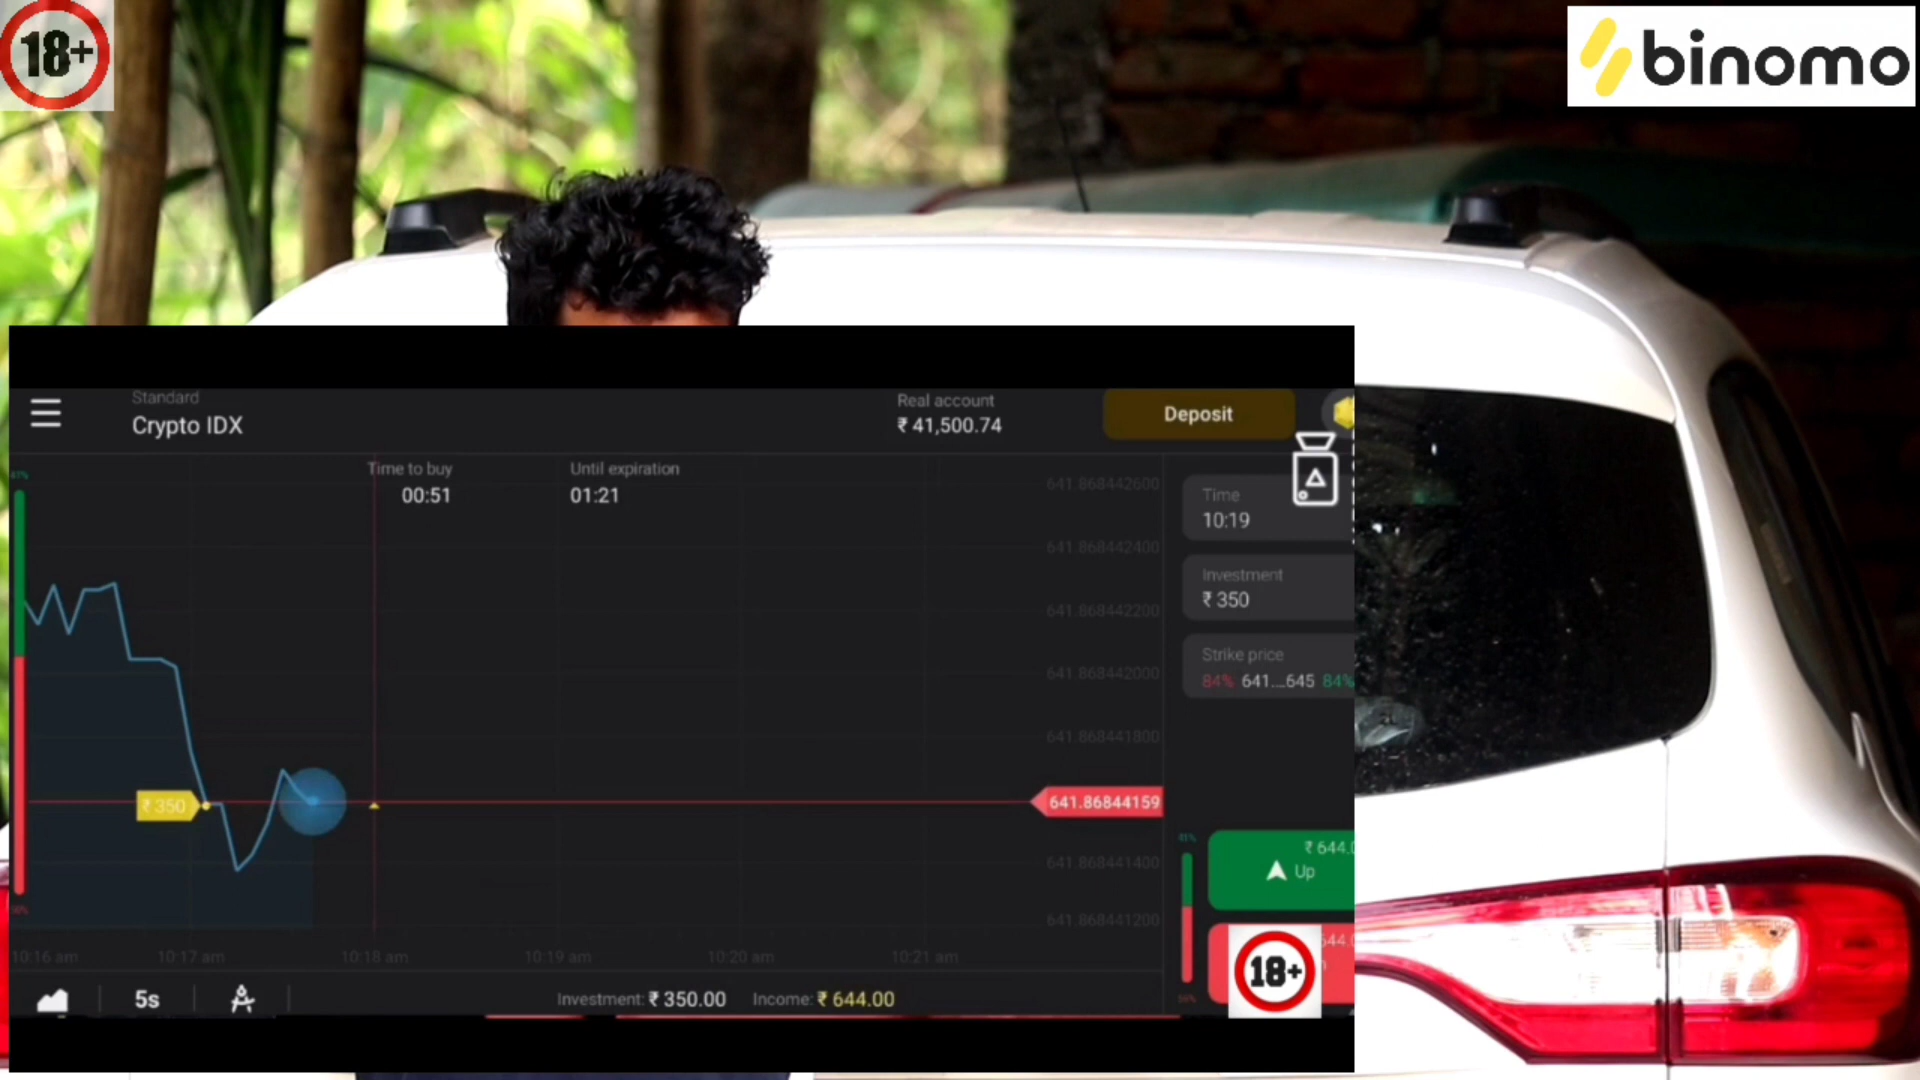 18+
binomo
Standard
Crypto IDX
Real account
₹ 41,500.74
Deposit
Time to buy
00:51
Until expiration
01:21
641.868442600
641.868442400
641.868442200
641.868442000
641.868441800
641.86844159
641.868441400
641.868441200
Time
10:19
Investment
₹ 350
Strike price
84% 641....645 84%
₹ 350
₹ 644.0
Up
644.0
18+
10:16 am 10:17 am 10:18 am 10:19 am 10:20 am 10:21 am
5s
Investment: ₹ 350.00 Income: ₹ 644.00